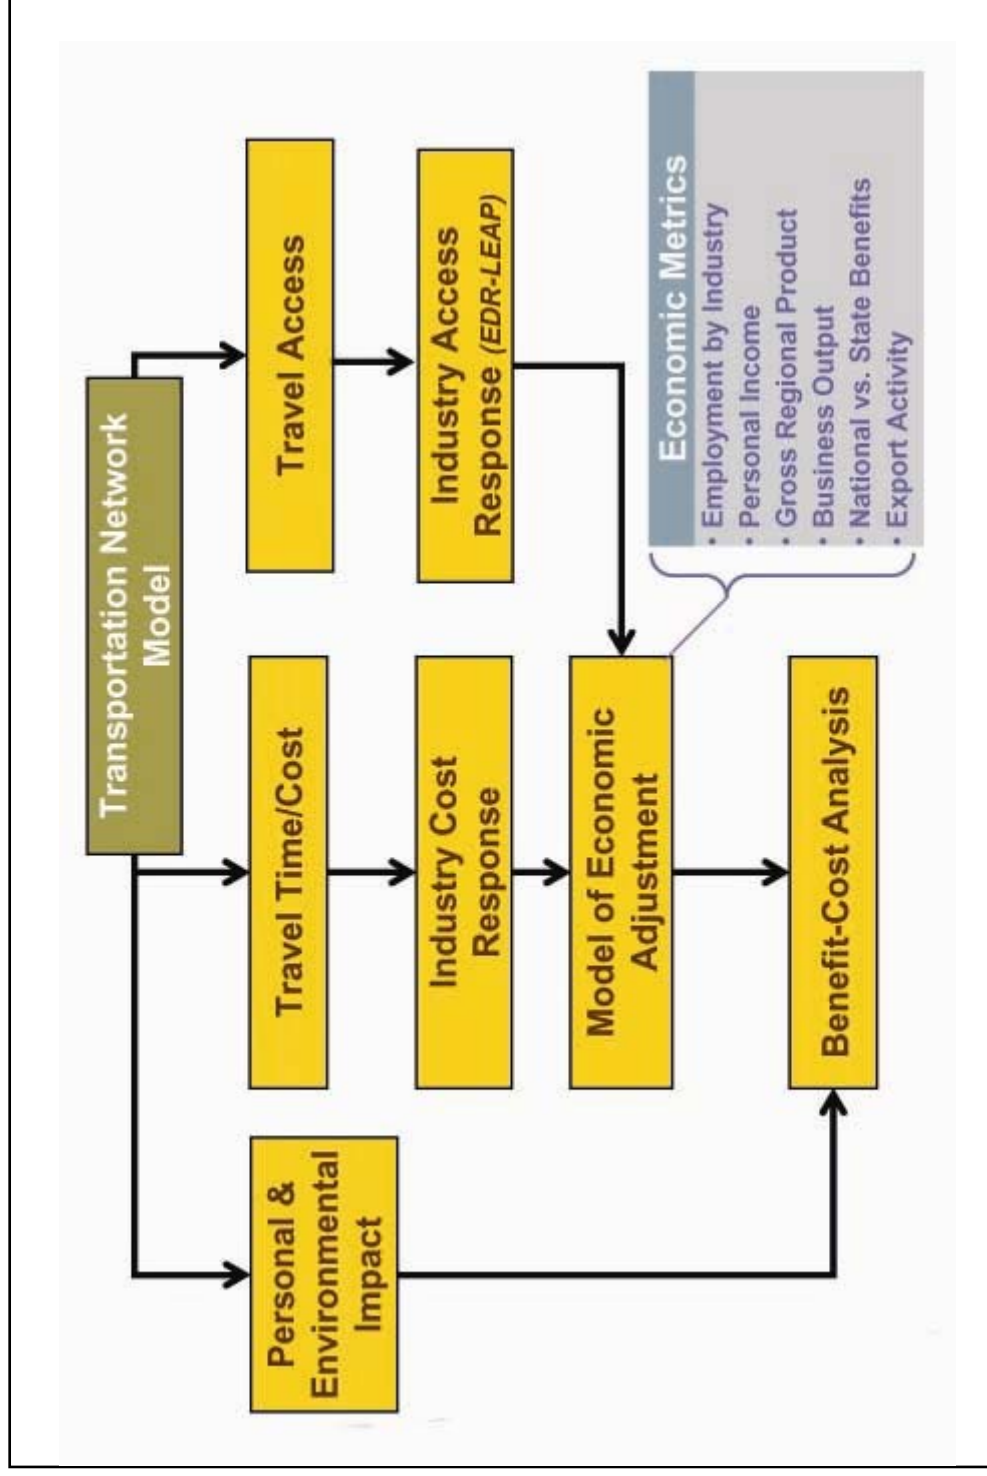 Transportation Network
Model
Personal &
Environmental
Impact
Travel Time/Cost
Travel Access
Industry Cost
Response
Industry Access
Response (EDR-LEAP)
Model of Economic
Adjustment
Economic Metrics
• Employment by Industry
• Personal Income
• Gross Regional Product
• Business Output
• National vs. State Benefits
• Export Activity
Benefit-Cost Analysis